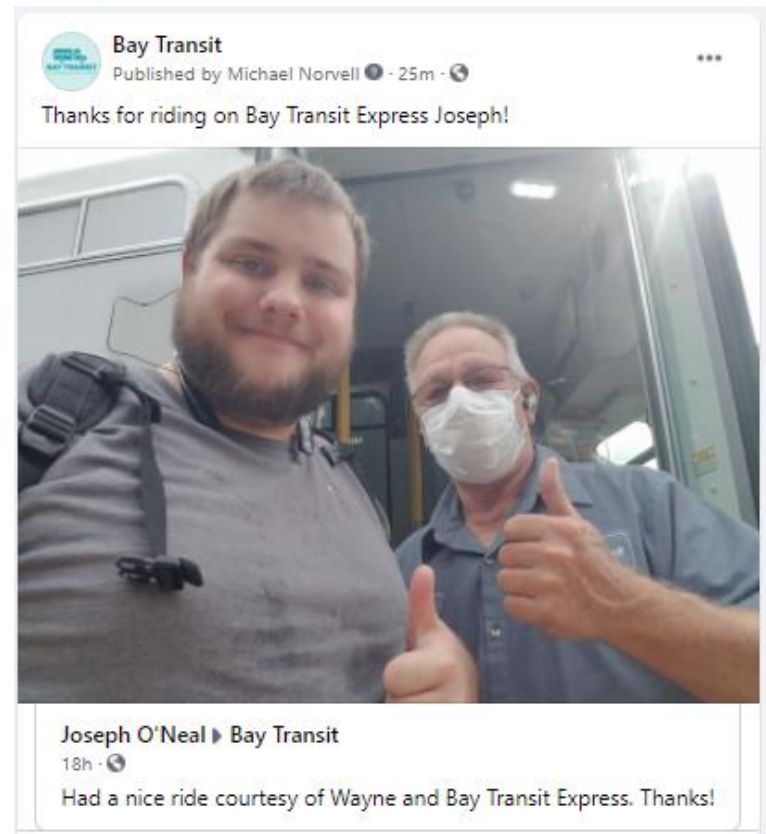 Bay Transit
Published by Michael Norvell · 25m ·
Thanks for riding on Bay Transit Express Joseph!
Joseph O'Neal Bay Transit
18h ·
Had a nice ride courtesy of Wayne and Bay Transit Express. Thanks!